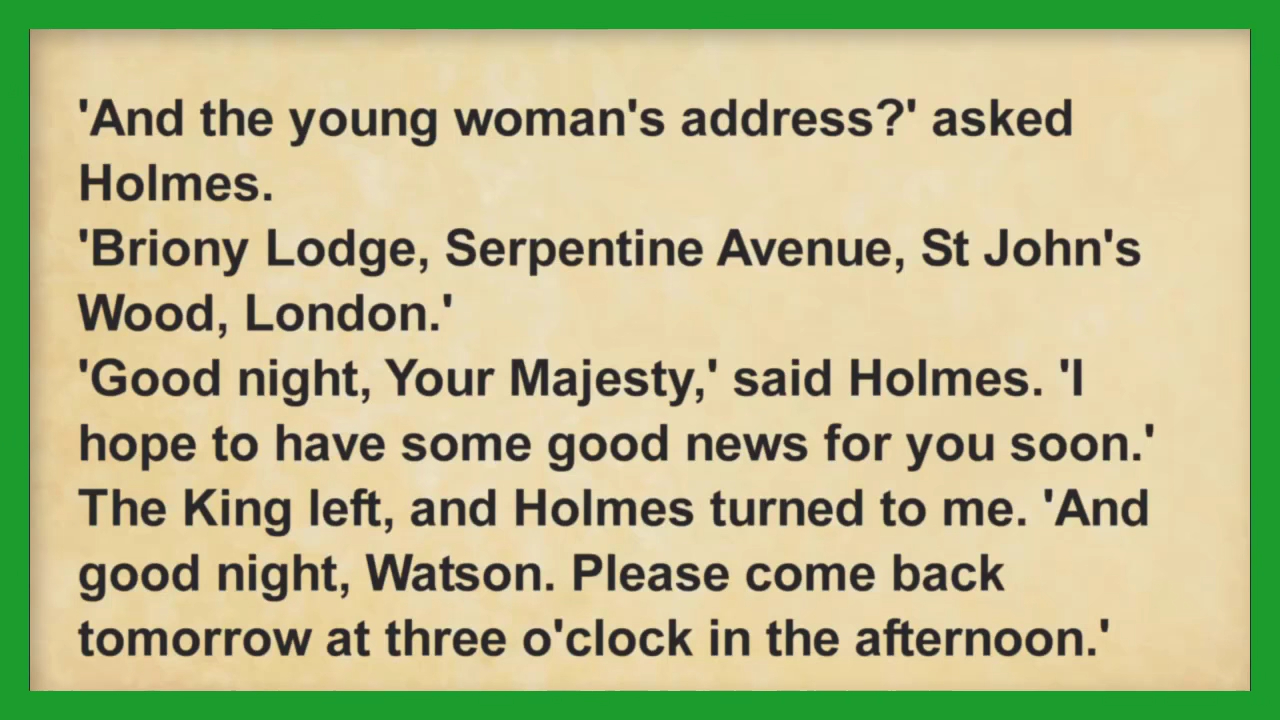 'And the young woman's address?' asked
Holmes.
'Briony Lodge, Serpentine Avenue, St John's
Wood, London.'
'Good night, Your Majesty,' said Holmes. 'I
hope to have some good news for you soon.'
The King left, and Holmes turned to me. 'And
good night, Watson. Please come back
tomorrow at three o'clock in the afternoon.'